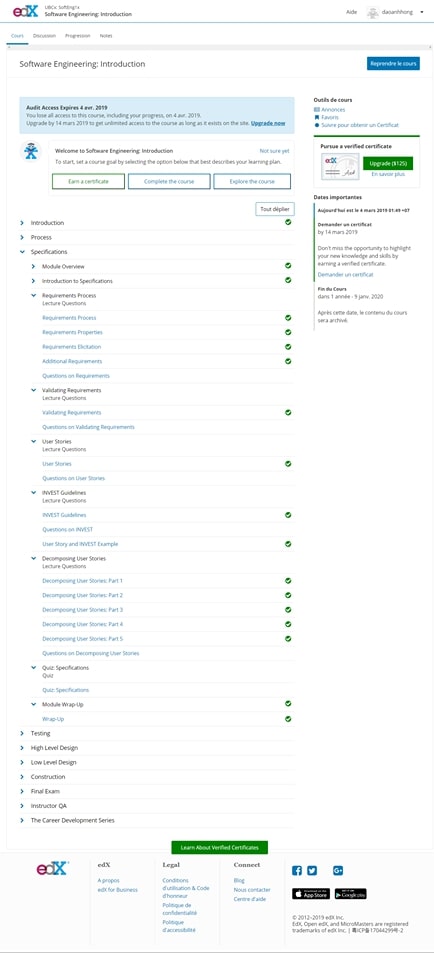 edX
UBCx: SoftEng1x
Software Engineering: Introduction
Aide
dasanhhong
Cours
Discussion
Progression
Notes
Software Engineering: Introduction
Reprendre le cours
Audit Access Expires 4 avr. 2019
You lose all access to this course, including your progress, on 4 avr. 2019.
Upgrade by 14 mars 2019 to get unlimited access to the course as long as it exists on the site. Upgrade now
Welcome to Software Engineering: Introduction
Not sure yet
To start, set a course goal by selecting the option below that best describes your learning plan.
Earn a certificate
Complete the course
Explore the course
Tout déplier
Introduction
Process
Specifications
Module Overview
Introduction to Specifications
Requirements Process
Lecture Questions
Requirements Process
Requirements Properties
Requirements Elicitation
Additional Requirements
Questions on Requirements
Validating Requirements
Lecture Questions
Validating Requirements
Questions on Validating Requirements
User Stories
Lecture Questions
User Stories
Questions on User Stories
INVEST Guidelines
Lecture Questions
INVEST Guidelines
Questions on INVEST
User Story and INVEST Example
Decomposing User Stories
Lecture Questions
Decomposing User Stories: Part 1
Decomposing User Stories: Part 2
Decomposing User Stories: Part 3
Decomposing User Stories: Part 4
Decomposing User Stories: Part 5
Questions on Decomposing User Stories
Quiz: Specifications
Quiz
Quiz: Specifications
Module Wrap-Up
Wrap-Up
Testing
High Level Design
Low Level Design
Construction
Final Exam
Instructor QA
The Career Development Series
Outils de cours
Annonces
Favoris
Suivre pour obtenir un Certificat
Pursue a verified certificate
edX
Upgrade ($125)
En savoir plus
Dates importantes
Aujourd'hui est le 4 mars 2019 01:49 +07
Demander un certificat
by 14 mars 2019
Don't miss the opportunity to highlight
your new knowledge and skills by
earning a verified certificate.
Demander un certificat
Fin du Cours
dans 1 année - 9 janv. 2020
Après cette date, le contenu du cours
sera archivé.
Learn About Verified Certificates
edX
edX
A propos
edX for Business
Legal
Conditions
d'utilisation & Code
d'honneur
Politique de
confidentialité
Politique
d'accessibilité
Connect
Blog
Nous contacter
Centre d'aide
App Store
Google play
© 2012–2019 edX Inc.
EdX, Open edX, and MicroMasters are registered
trademarks of edX Inc. | 粤ICP备17044299号-2